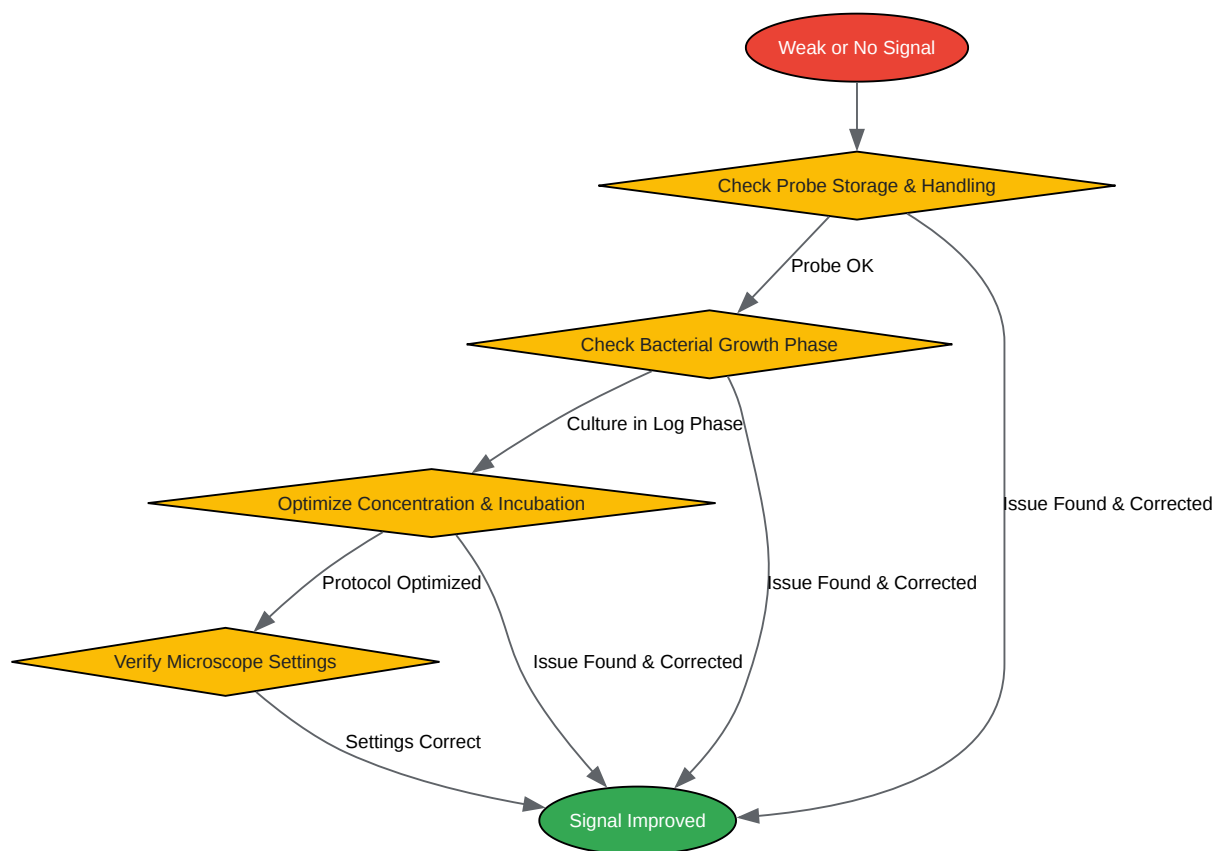 Weak or No Signal
Check Probe Storage & Handling
Probe OK
Check Bacterial Growth Phase
Culture in Log Phase
Optimize Concentration & Incubation
Issue Found & Corrected
Protocol Optimized
Issue Found & Corrected
Verify Microscope Settings
Issue Found & Corrected
Settings Correct
Signal Improved